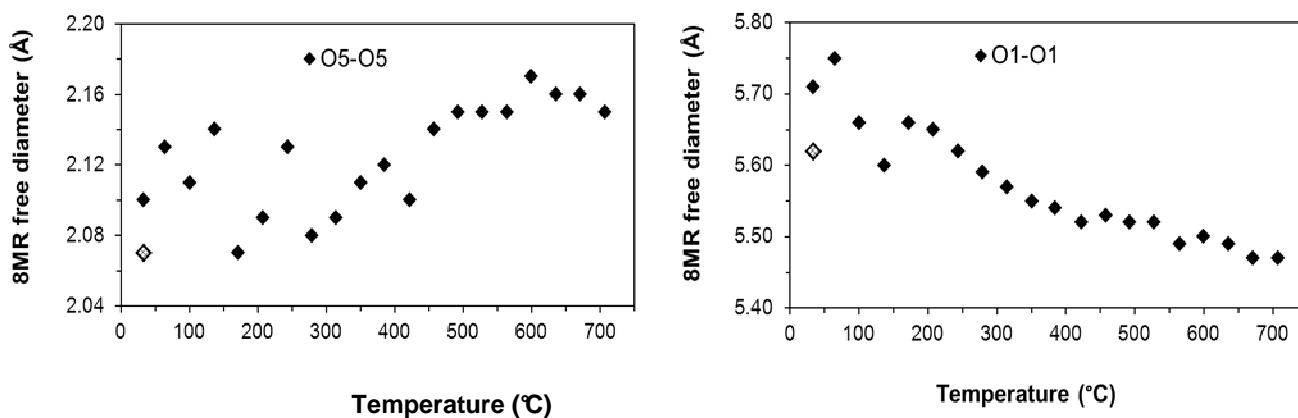 8MR free diameter (Å)
2.20
2.16
2.12
2.08
2.04
O5-O5
0 100 200 300 400 500 600 700
Temperature (°C)
8MR free diameter (Å)
5.80
5.70
5.60
5.50
5.40
O1-O1
0 100 200 300 400 500 600 700
Temperature (°C)